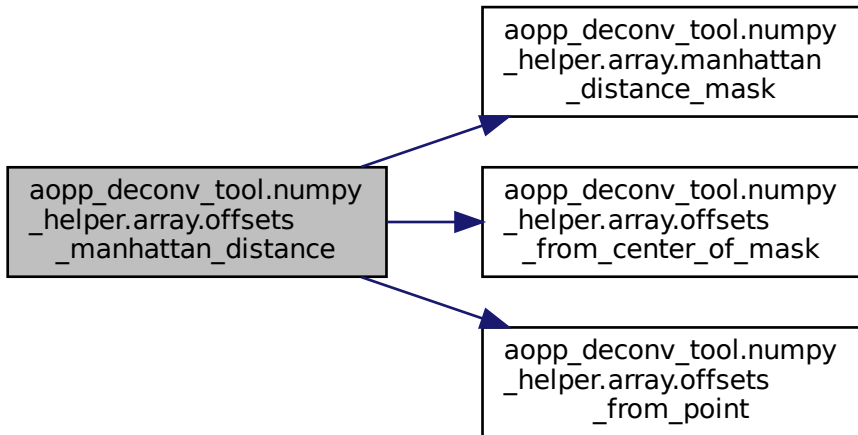 aopp_deconv_tool.numpy
_helper.array.offsets
_manhattan_distance
aopp_deconv_tool.numpy
_helper.array.manhattan
_distance_mask
aopp_deconv_tool.numpy
_helper.array.offsets
_from_center_of_mask
aopp_deconv_tool.numpy
_helper.array.offsets
_from_point